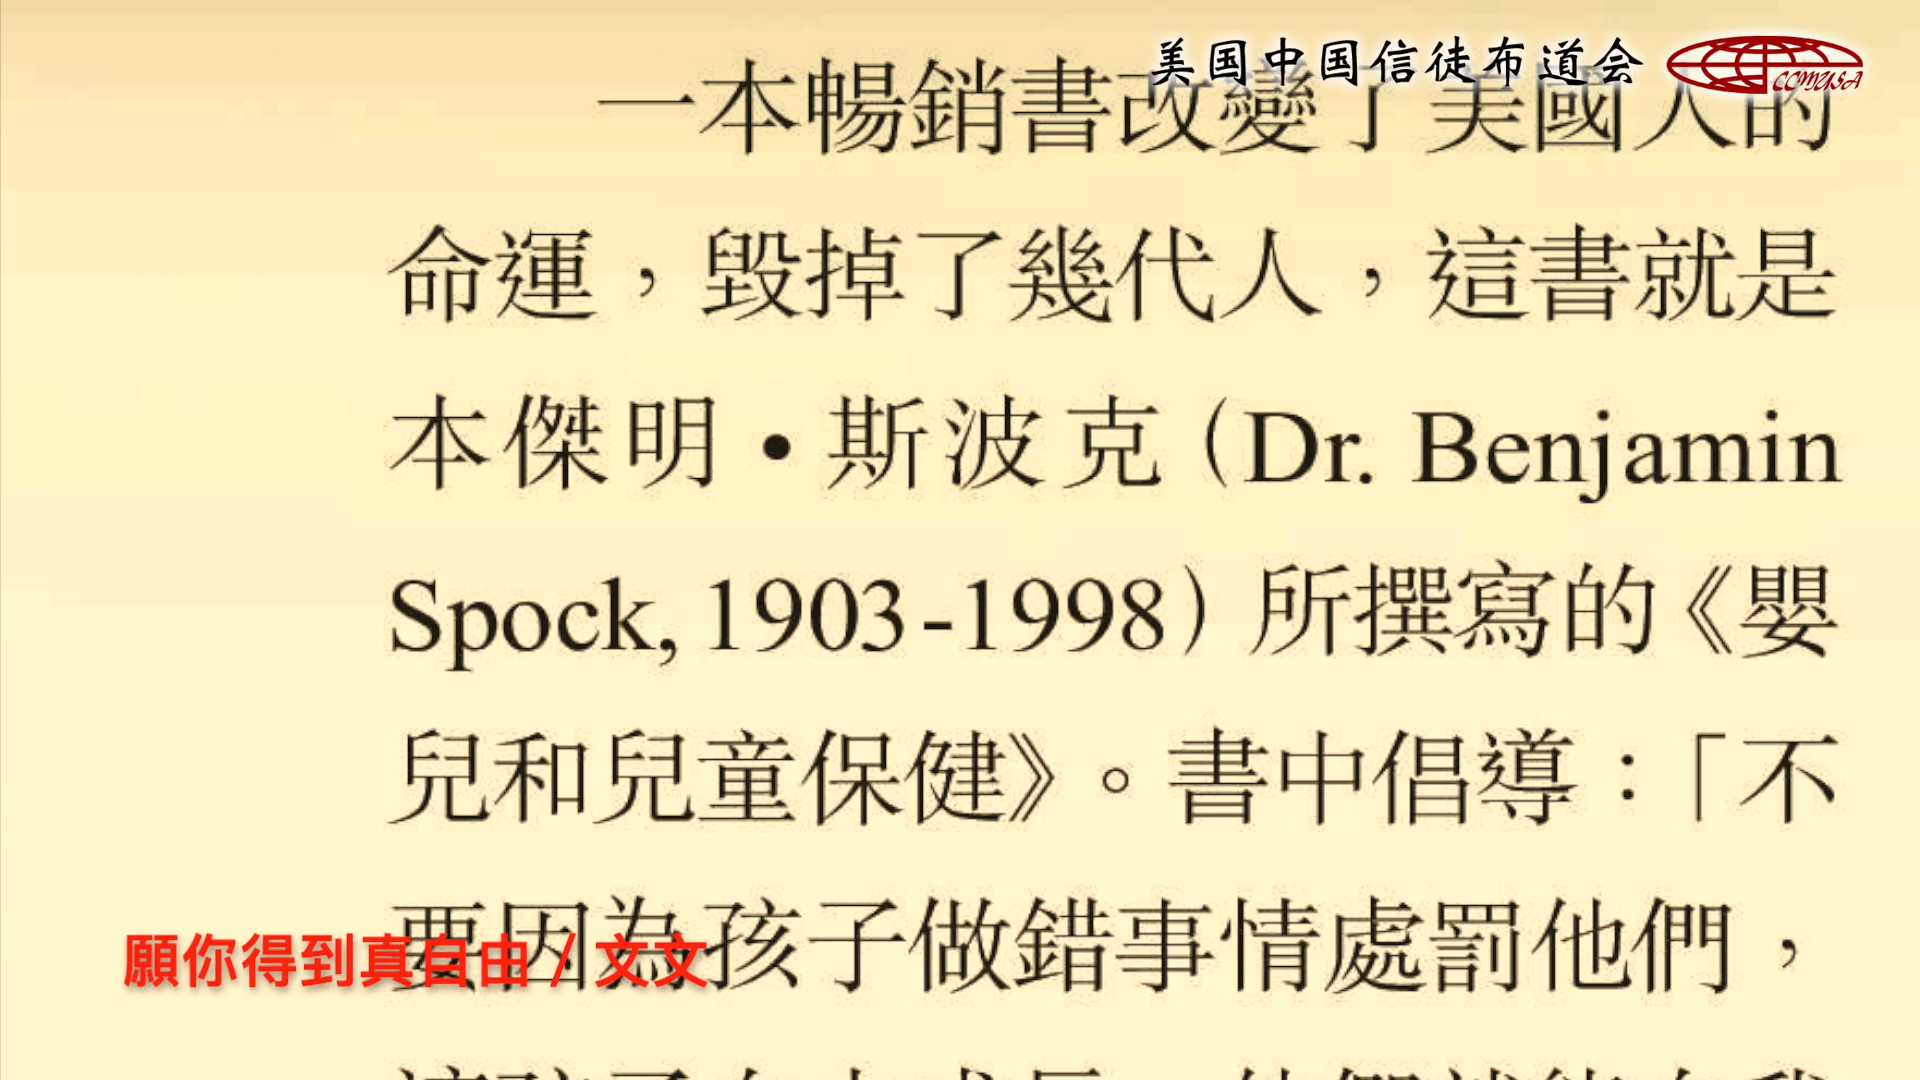 美国中国信徒布道会 CCMUSA
一本暢銷書改變了美國人的
命運，毀掉了幾代人，這書就是
本傑明•斯波克（Dr. Benjamin
Spock, 1903-1998）所撰寫的《嬰
兒和兒童保健》。書中倡導：「不
要因為孩子做錯事情處罰他們，
願你得到真自由 / 文文